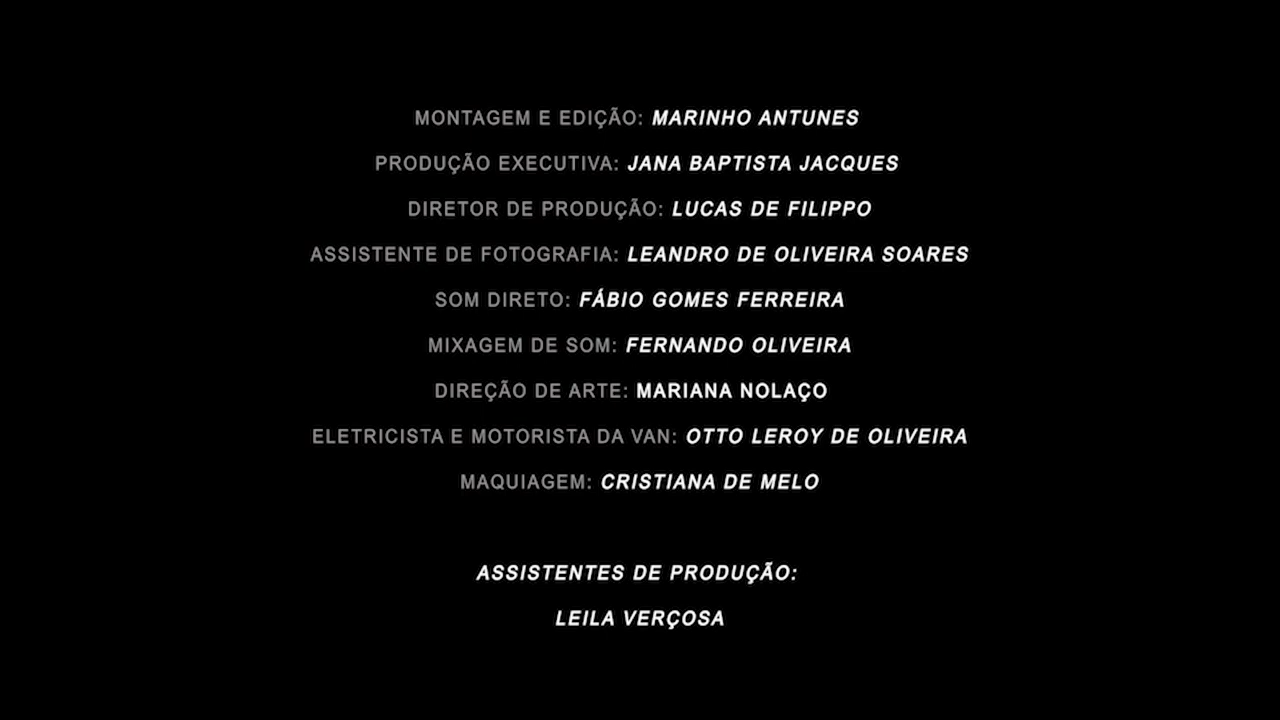 MONTAGEM E EDIÇÃO: MARINHO ANTUNES
PRODUÇÃO EXECUTIVA: JANA BAPTISTA JACQUES
DIRETOR DE PRODUÇÃO: LUCAS DE FILIPPO
ASSISTENTE DE FOTOGRAFIA: LEANDRO DE OLIVEIRA SOARES
SOM DIRETO: FÁBIO GOMES FERREIRA
MIXAGEM DE SOM: FERNANDO OLIVEIRA
DIREÇÃO DE ARTE: MARIANA NOLAÇO
ELETRICISTA E MOTORISTA DA VAN: OTTO LEROY DE OLIVEIRA
MAQUIAGEM: CRISTIANA DE MELO
ASSISTENTES DE PRODUÇÃO:
LEILA VERÇOSA